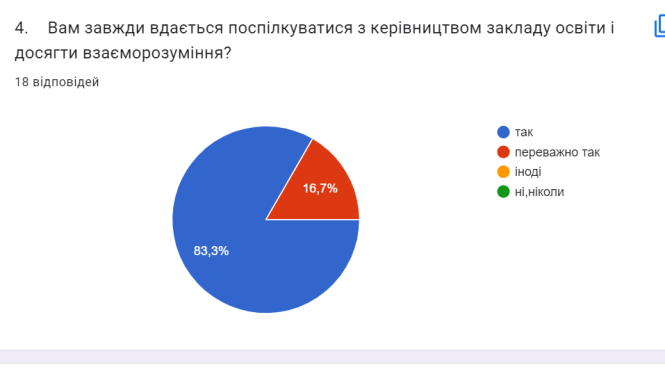 4. Вам завжди вдається поспілкуватися з керівництвом закладу освіти і
досягти взаєморозуміння?
18 відповідей
так
переважно так
іноді
ні,ніколи
16,7%
83,3%